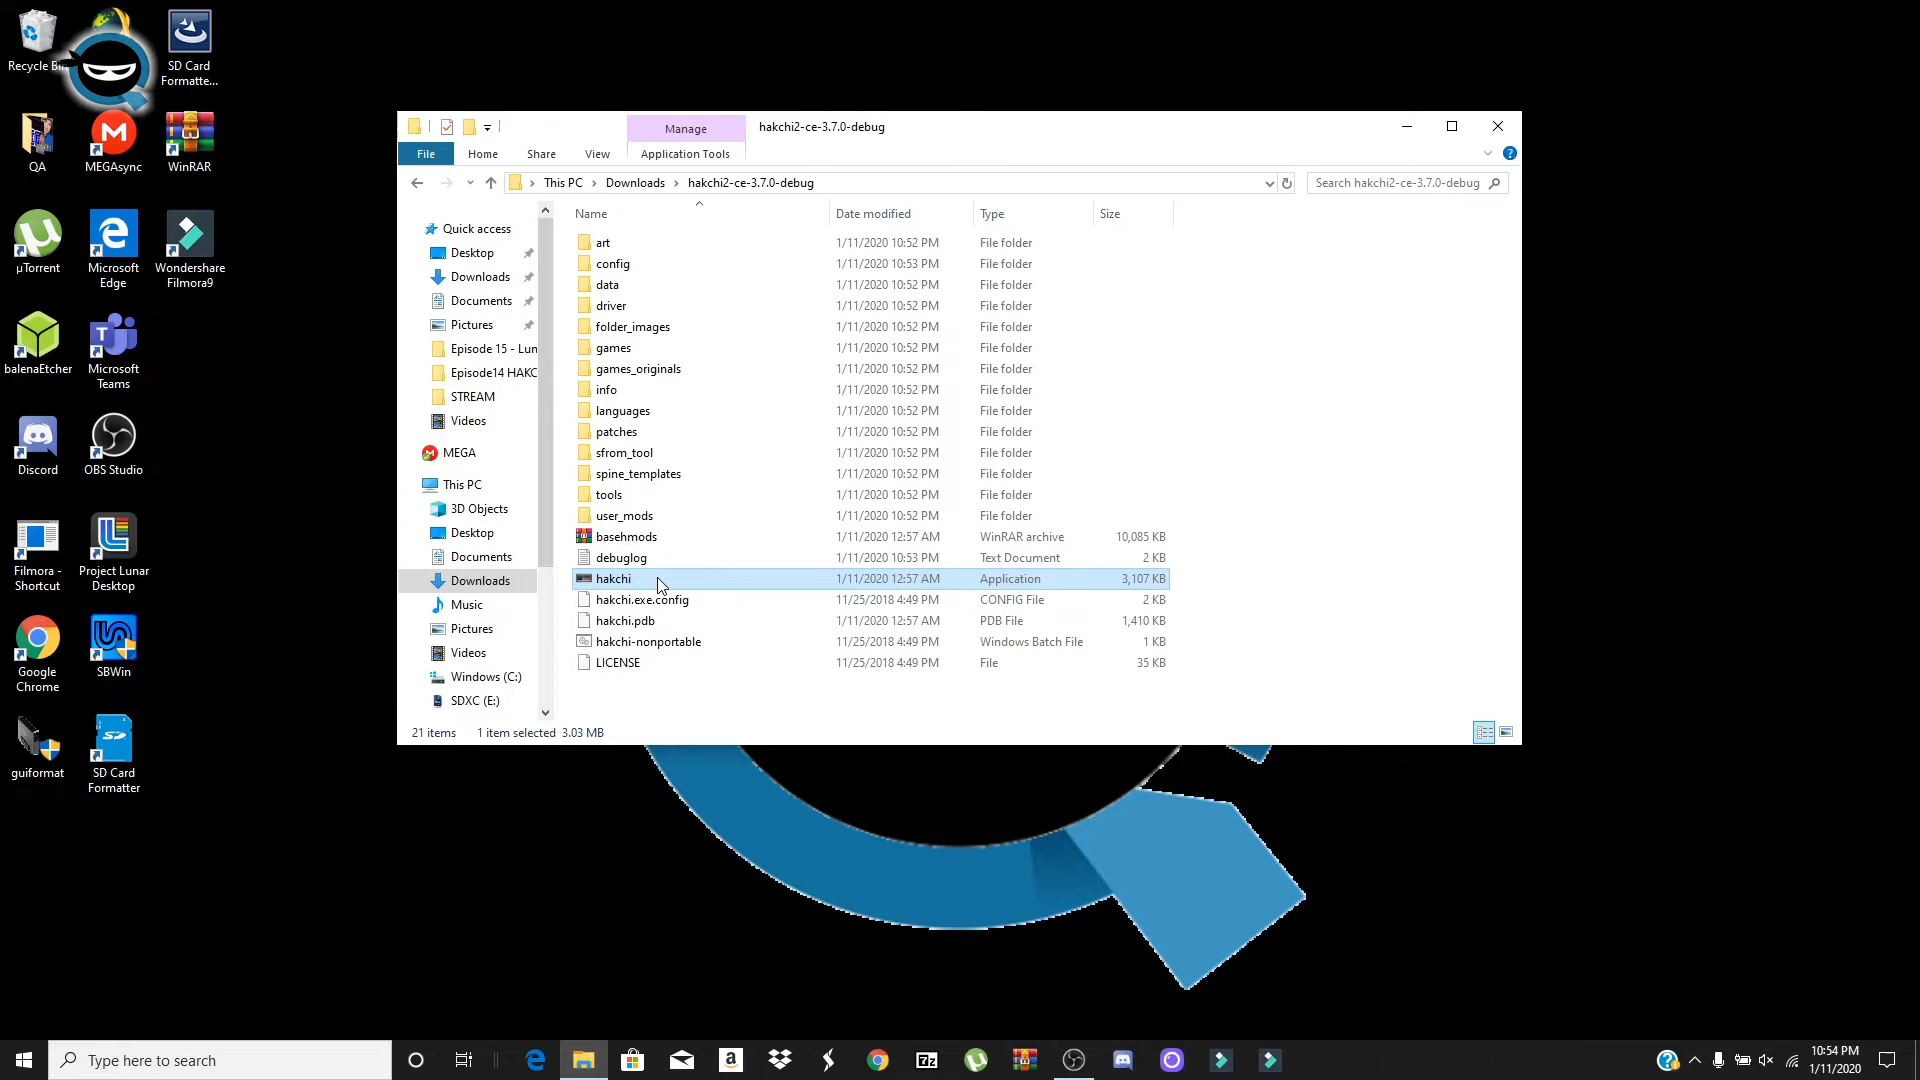 Recycle Bin
SD Card
Formatte...
QA
MEGAsync
WinRAR
µTorrent
Microsoft
Edge
Wondershare
Filmora9
balenaEtcher
Microsoft
Teams
Discord
OBS Studio
Filmora -
Shortcut
Project Lunar
Desktop
Google
Chrome
SBWin
guiformat
SD Card
Formatter
Manage
hakchi2-ce-3.7.0-debug
File
Home
Share
View
Application Tools
This PC > Downloads > hakchi2-ce-3.7.0-debug
Search hakchi2-ce-3.7.0-debug
Quick access
Desktop
Downloads
Documents
Pictures
Episode 15 - Lun
Episode14 HAKC
STREAM
Videos
MEGA
This PC
3D Objects
Desktop
Documents
Downloads
Music
Pictures
Videos
Windows (C:)
SDXC (E:)
Name Date modified Type Size
art 1/11/2020 10:52 PM File folder
config 1/11/2020 10:53 PM File folder
data 1/11/2020 10:52 PM File folder
driver 1/11/2020 10:52 PM File folder
folder_images 1/11/2020 10:52 PM File folder
games 1/11/2020 10:52 PM File folder
games_originals 1/11/2020 10:52 PM File folder
info 1/11/2020 10:52 PM File folder
languages 1/11/2020 10:52 PM File folder
patches 1/11/2020 10:52 PM File folder
sfrom_tool 1/11/2020 10:52 PM File folder
spine_templates 1/11/2020 10:52 PM File folder
tools 1/11/2020 10:52 PM File folder
user_mods 1/11/2020 10:52 PM File folder
basehmods 1/11/2020 12:57 AM WinRAR archive 10,085 KB
debuglog 1/11/2020 10:53 PM Text Document 2 KB
hakchi 1/11/2020 12:57 AM Application 3,107 KB
hakchi.exe.config 11/25/2018 4:49 PM CONFIG File 2 KB
hakchi.pdb 1/11/2020 12:57 AM PDB File 1,410 KB
hakchi-nonportable 11/25/2018 4:49 PM Windows Batch File 1 KB
LICENSE 11/25/2018 4:49 PM File 35 KB
21 items 1 item selected 3.03 MB
Type here to search
10:54 PM
1/11/2020